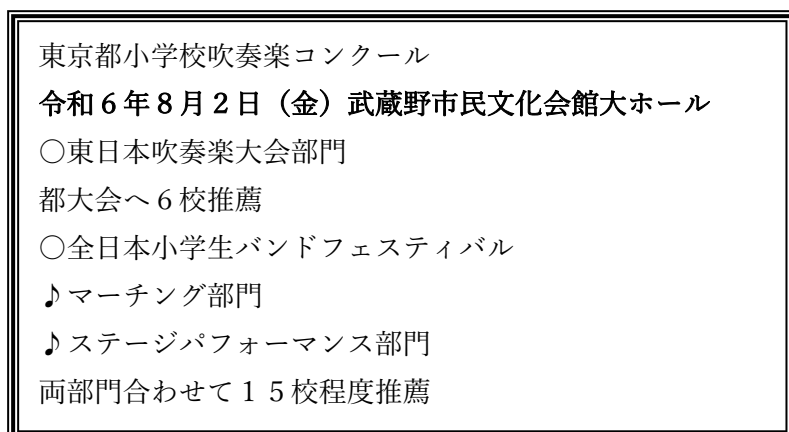 東京都小学校吹奏楽コンクール
令和６年８月２日（金）武蔵野市民文化会館大ホール
○東日本吹奏楽大会部門
都大会へ６校推薦
○全日本小学生バンドフェスティバル
♪マーチング部門
♪ステージパフォーマンス部門
両部門合わせて１５校程度推薦